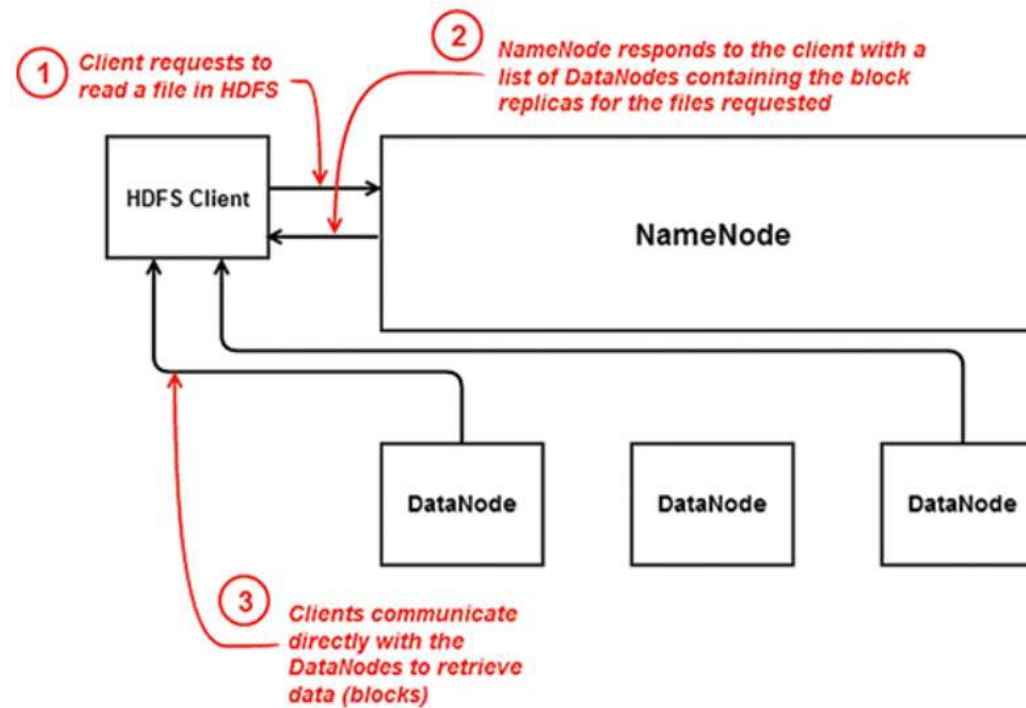 1
Client requests to
read a file in HDFS
2
NameNode responds to the client with a
list of DataNodes containing the block
replicas for the files requested
HDFS Client
NameNode
DataNode
DataNode
DataNode
3
Clients communicate
directly with the
DataNodes to retrieve
data (blocks)